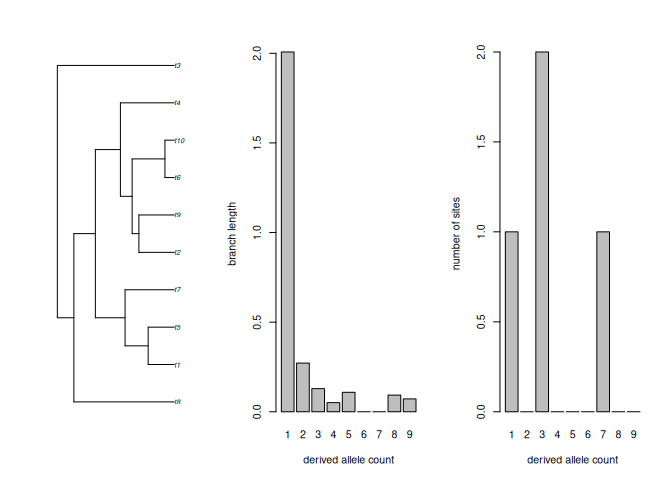 t3
t4
t10
t6
t9
t2
t7
t5
t1
t8
branch length
2.0
1.5
1.0
0.5
0.0
1 2 3 4 5 6 7 8 9
derived allele count
number of sites
2.0
1.5
1.0
0.5
0.0
1 2 3 4 5 6 7 8 9
derived allele count